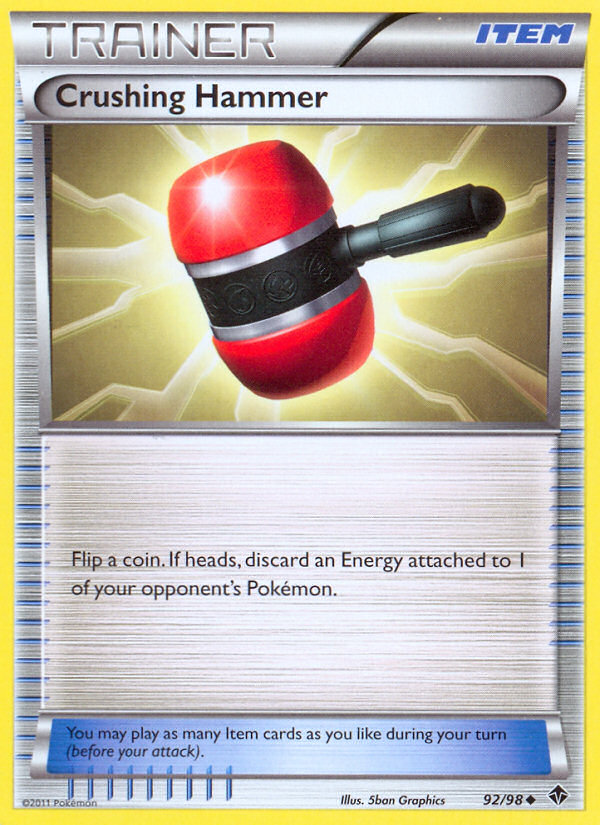 TRAINER
ITEM
Crushing Hammer
Flip a coin. If heads, discard an Energy attached to 1
of your opponent's Pokémon.
You may play as many Item cards as you like during your turn
(before your attack).
©2011 Pokémon
Illus. 5ban Graphics
92/98